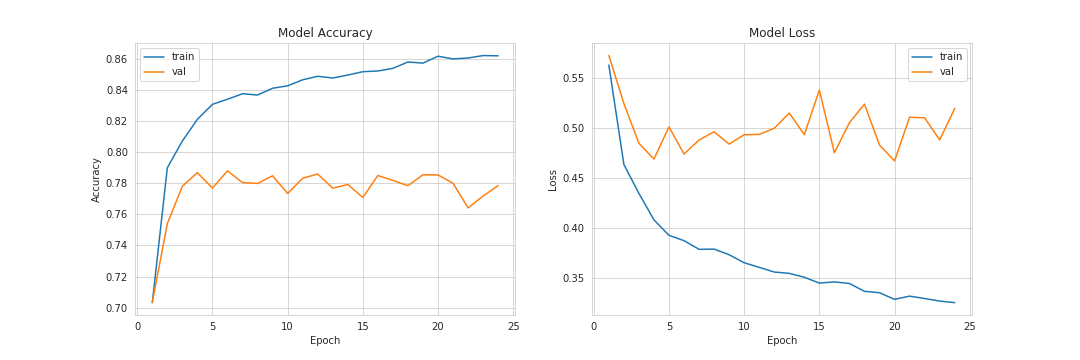 Model Accuracy
train
val
0.86
0.84
0.82
0.80
0.78
0.76
0.74
0.72
0.70
Accuracy
0 5 10 15 20 25
Epoch
Model Loss
train
val
0.55
0.50
0.45
0.40
0.35
Loss
0 5 10 15 20 25
Epoch